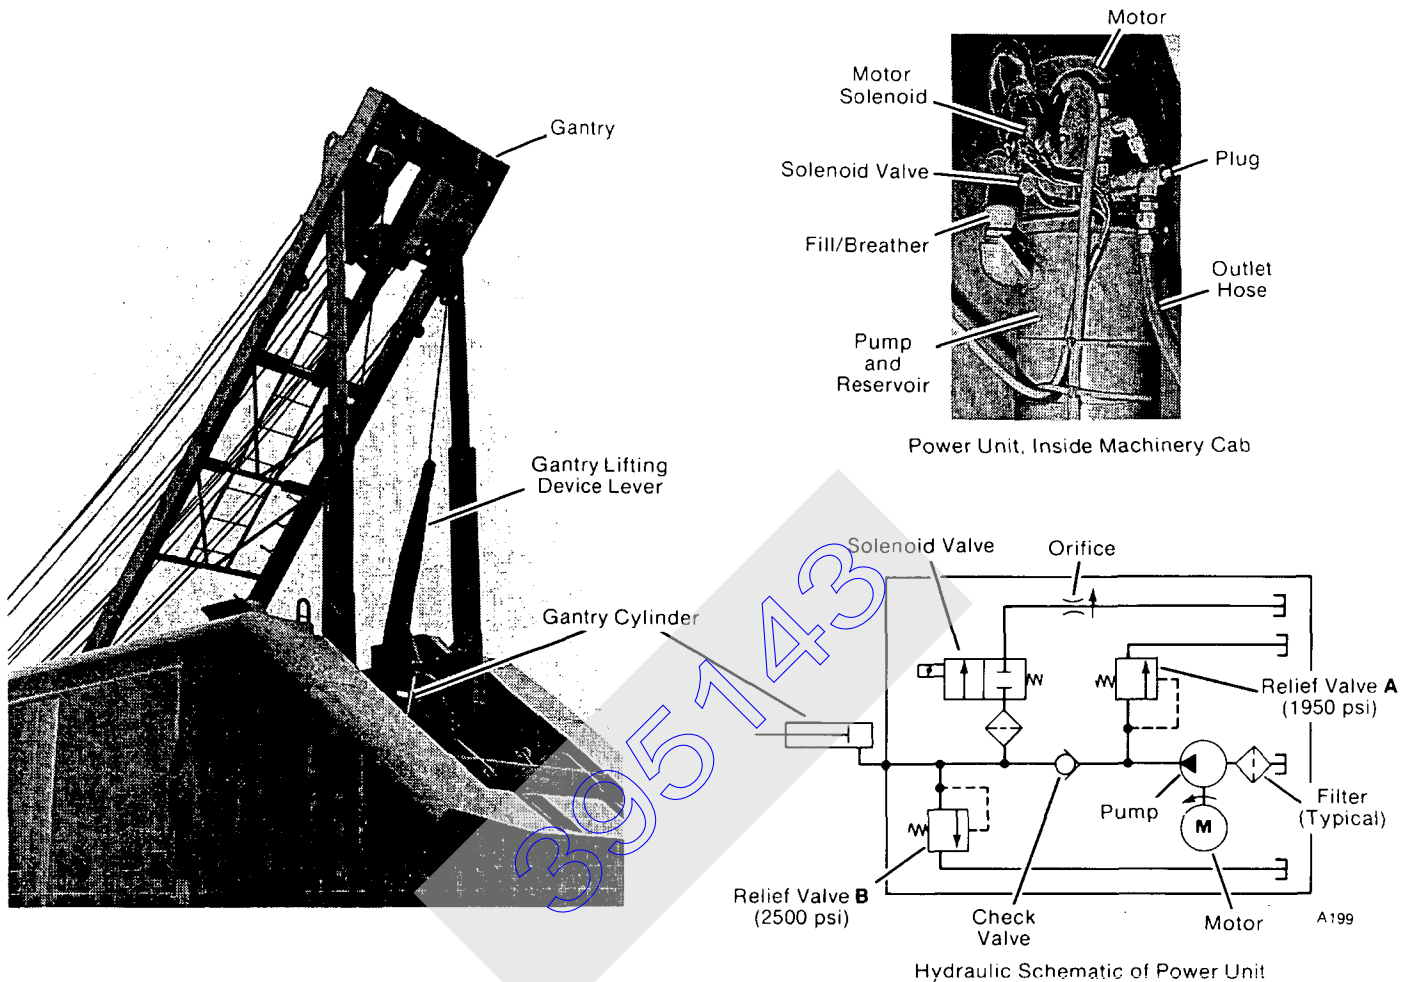 Motor
Motor
Solenoid
Solenoid Valve
Plug
Fill/Breather
Outlet
Hose
Pump
and
Reservoir
Power Unit, Inside Machinery Cab
Gantry
Gantry Lifting
Device Lever
Gantry Cylinder
Solenoid Valve
Orifice
Relief Valve A
(1950 psi)
Pump
Filter
(Typical)
M
Relief Valve B
(2500 psi)
Check
Valve
Motor
A199
Hydraulic Schematic of Power Unit
395143